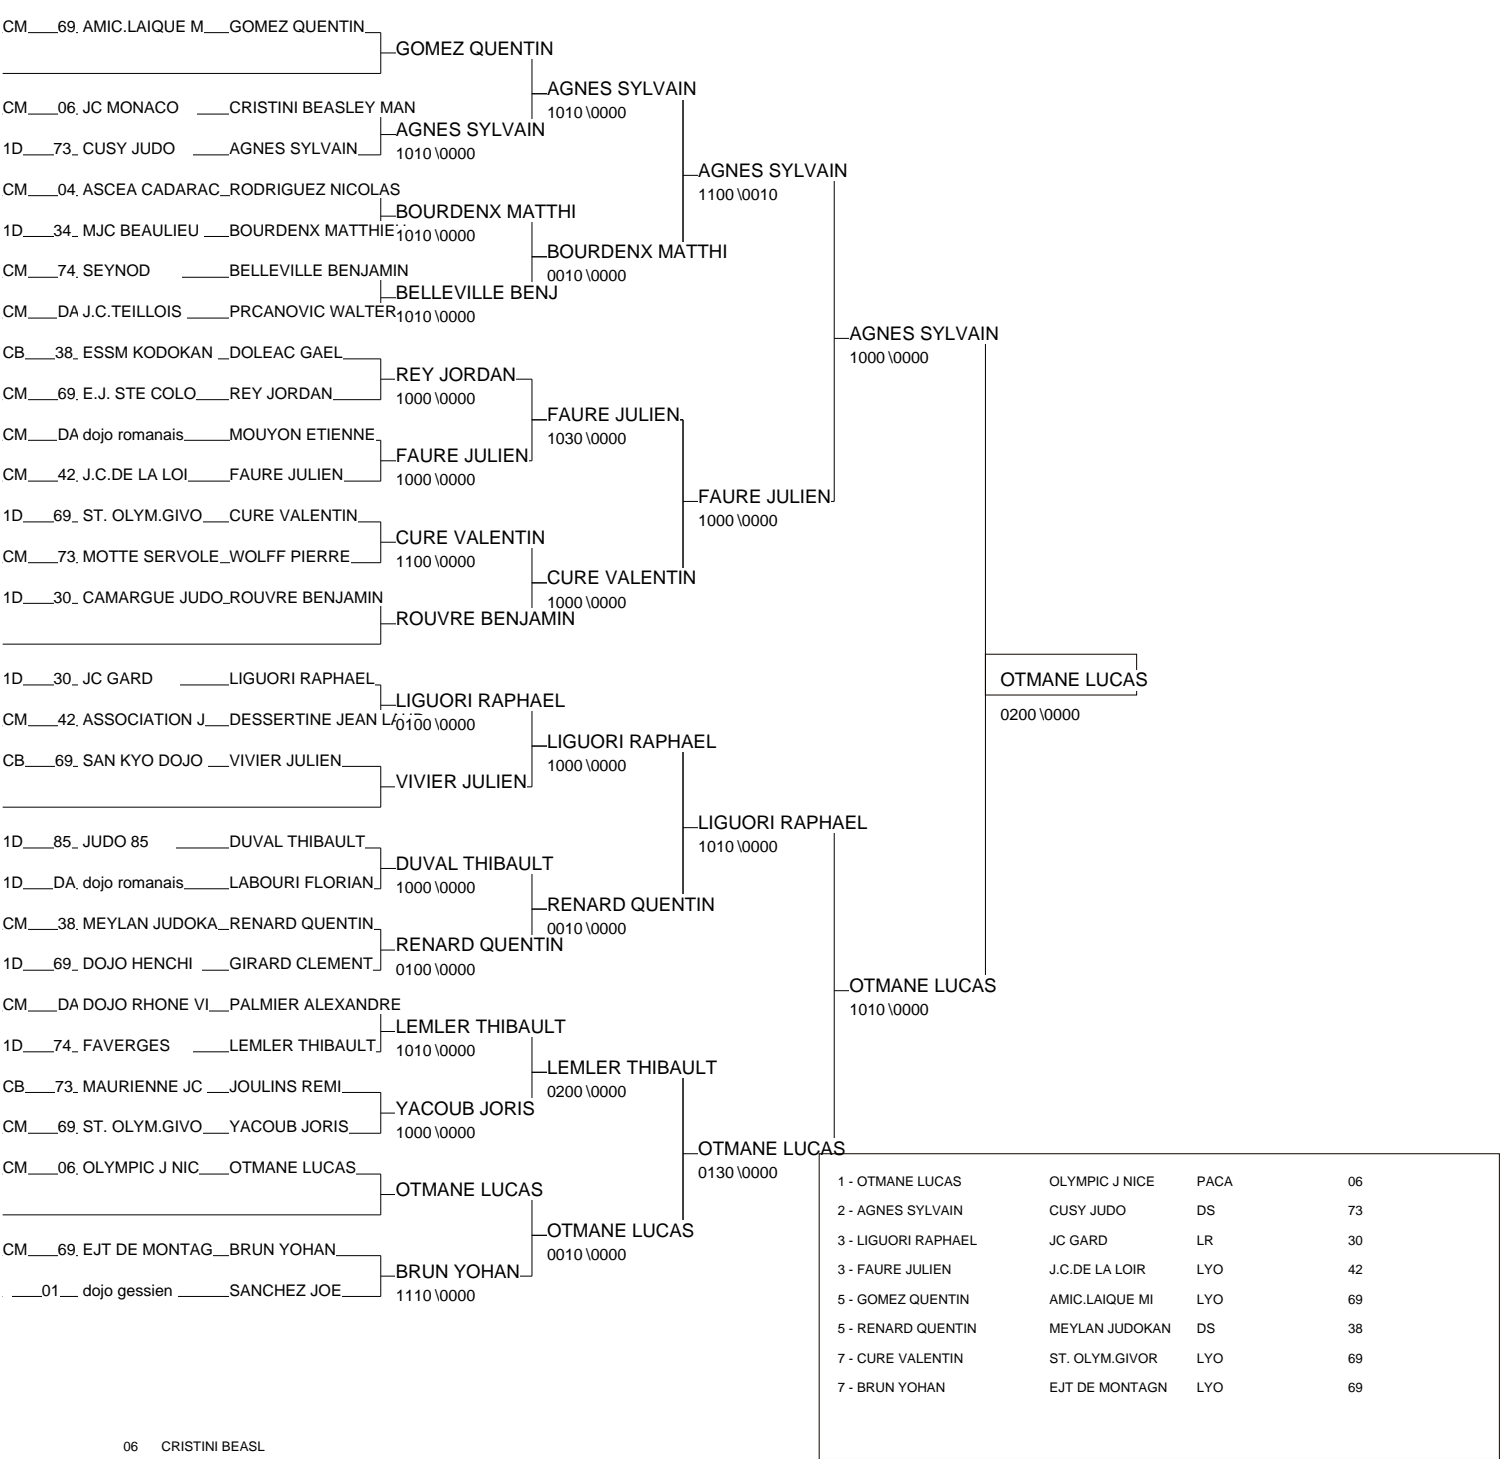 CM 69 AMIC.LAIQUE M GOMEZ QUENTIN
GOMEZ QUENTIN
AGNES SYLVAIN
CM 06 JC MONACO CRISTINI BEASLEY MAN
1010 \0000
AGNES SYLVAIN
1D 73 CUSY JUDO AGNES SYLVAIN
1010 \0000
AGNES SYLVAIN
CM 04 ASCEA CADARAC RODRIGUEZ NICOLAS
1100 \0010
BOURDENX MATTHI
1D 34 MJC BEAULIEU BOURDENX MATTHIEU
1010 \0000
BOURDENX MATTHI
CM 74 SEYNOD BELLEVILLE BENJAMIN
0010 \0000
BELLEVILLE BENJ
CM DA J.C.TEILLOIS PRCANOVIC WALTER
1010 \0000
AGNES SYLVAIN
CB 38 ESSM KODOKAN DOLEAC GAEL
1000 \0000
REY JORDAN
CM 69 E.J. STE COLO REY JORDAN
1000 \0000
FAURE JULIEN
CM DA dojo romanais MOUYON ETIENNE
1030 \0000
FAURE JULIEN
CM 42 J.C.DE LA LOI FAURE JULIEN
1000 \0000
FAURE JULIEN
1D 69 ST. OLYM.GIVO CURE VALENTIN
1000 \0000
CURE VALENTIN
CM 73 MOTTE SERVOLE WOLFF PIERRE
1100 \0000
CURE VALENTIN
1D 30 CAMARGUE JUDO ROUVRE BENJAMIN
1000 \0000
ROUVRE BENJAMIN
1D 30 JC GARD LIGUORI RAPHAEL
OTMANE LUCAS
LIGUORI RAPHAEL
0200 \0000
CM 42 ASSOCIATION J DESSERTINE JEAN
0100 \0000
LIGUORI RAPHAEL
CB 69 SAN KYO DOJO VIVIER JULIEN
1000 \0000
VIVIER JULIEN
LIGUORI RAPHAEL
1D 85 JUDO 85 DUVAL THIBAULT
1010 \0000
DUVAL THIBAULT
1D DA dojo romanais LABOURI FLORIAN
1000 \0000
RENARD QUENTIN
CM 38 MEYLAN JUDOKA RENARD QUENTIN
0010 \0000
RENARD QUENTIN
1D 69 DOJO HENCHI GIRARD CLEMENT
0100 \0000
OTMANE LUCAS
CM DA DOJO RHONE VI PALMIER ALEXANDRE
1010 \0000
LEMLER THIBAULT
1D 74 FAVERGES LEMLER THIBAULT
1010 \0000
LEMLER THIBAULT
CB 73 MAURIENNE JC JOULINS REMI
0200 \0000
YACOUB JORIS
CM 69 ST. OLYM.GIVO YACOUB JORIS
1000 \0000
OTMANE LUCAS
CM 06 OLYMPIC J NIC OTMANE LUCAS
0130 \0000
OTMANE LUCAS
OTMANE LUCAS
CM 69 EJT DE MONTAG BRUN YOHAN
0010 \0000
BRUN YOHAN
01 dojo gessien SANCHEZ JOE
1110 \0000
1 - OTMANE LUCAS OLYMPIC J NICE PACA 06
2 - AGNES SYLVAIN CUSY JUDO DS 73
3 - LIGUORI RAPHAEL JC GARD LR 30
3 - FAURE JULIEN J.C.DE LA LOIR LYO 42
5 - GOMEZ QUENTIN AMIC.LAIQUE MI LYO 69
5 - RENARD QUENTIN MEYLAN JUDOKAN DS 38
7 - CURE VALENTIN ST. OLYM.GIVOR LYO 69
7 - BRUN YOHAN EJT DE MONTAGN LYO 69
06 CRISTINI BEASL